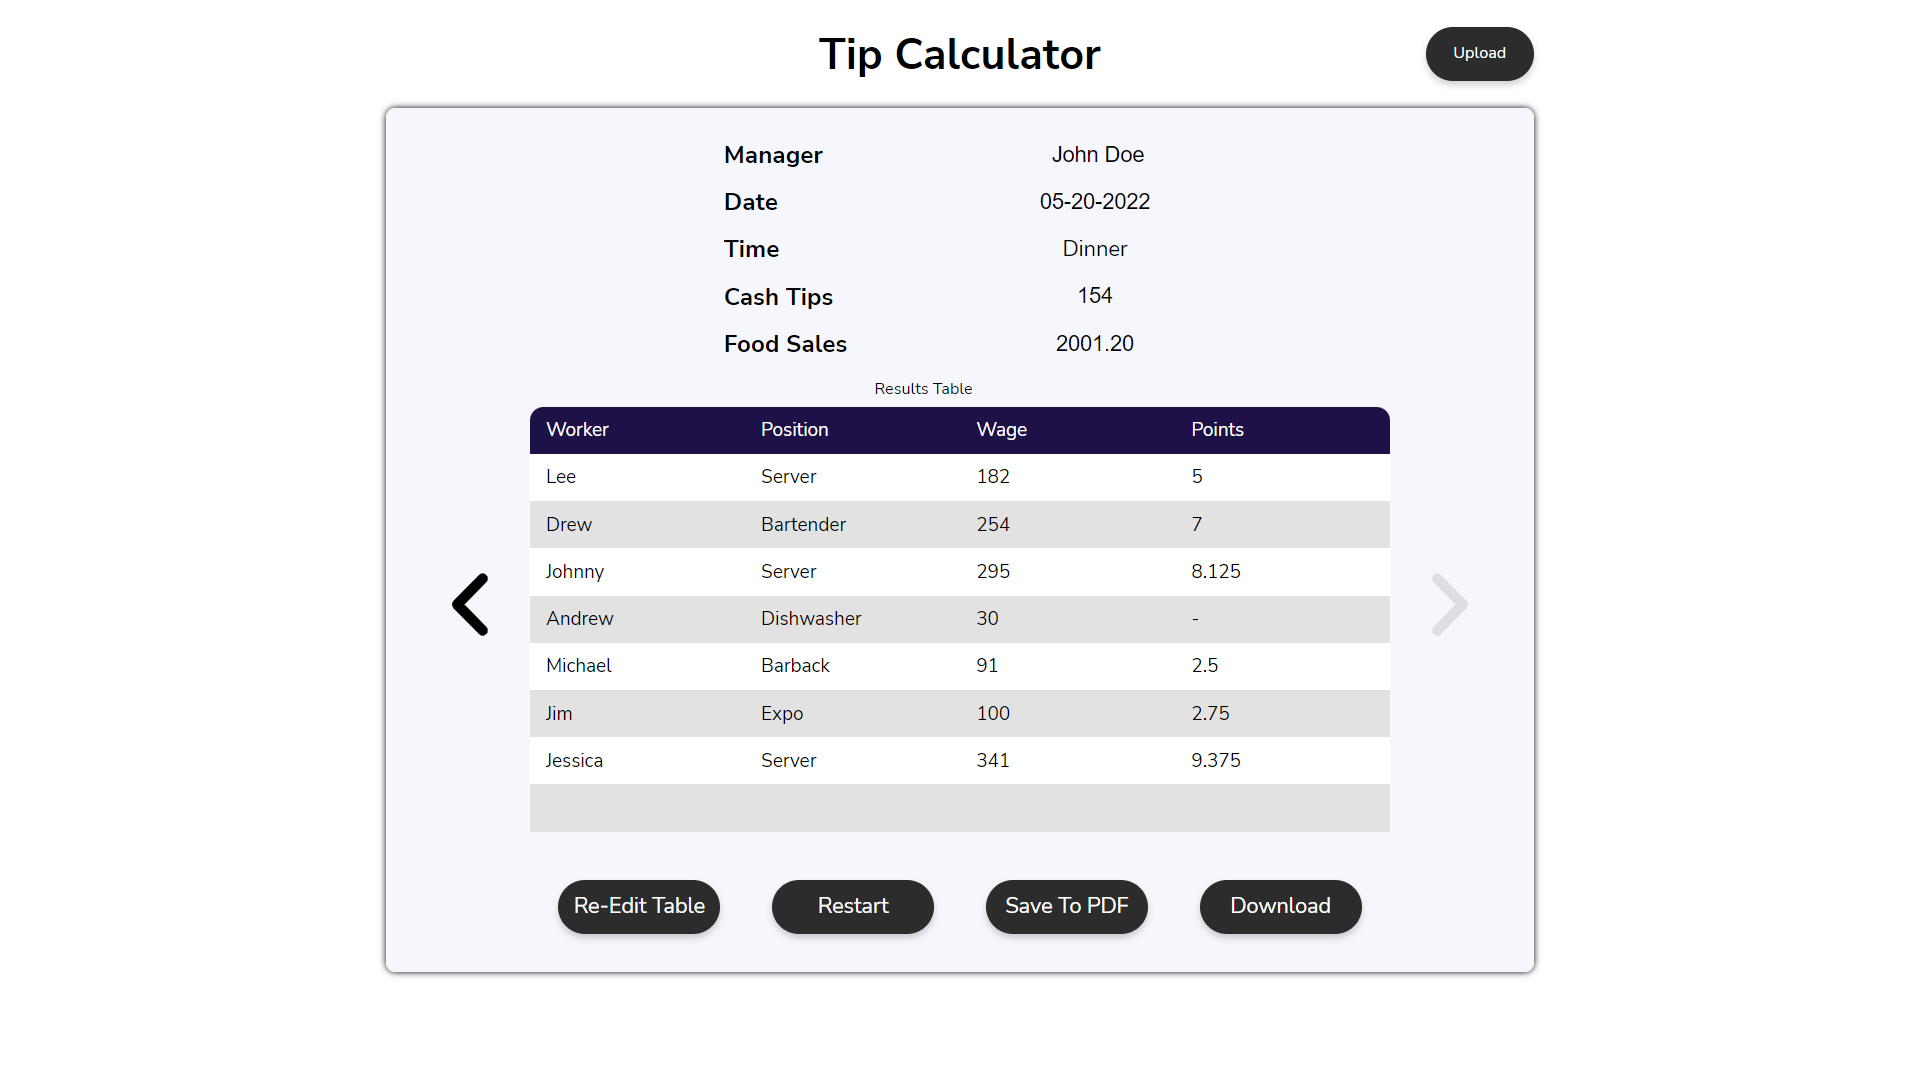 Tip Calculator
Upload
Manager John Doe
Date 05-20-2022
Time Dinner
Cash Tips 154
Food Sales 2001.20
Results Table
Worker Position Wage Points
Lee Server 182 5
Drew Bartender 254 7
Johnny Server 295 8.125
Andrew Dishwasher 30 -
Michael Barback 91 2.5
Jim Expo 100 2.75
Jessica Server 341 9.375
Re-Edit Table Restart Save To PDF Download